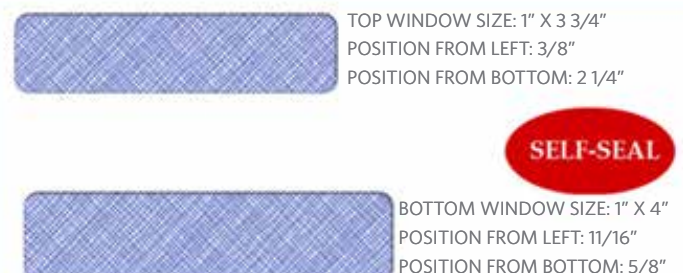 TOP WINDOW SIZE: 1" X 3 3/4"
POSITION FROM LEFT: 3/8"
POSITION FROM BOTTOM: 2 1/4"
SELF-SEAL
BOTTOM WINDOW SIZE: 1" X 4"
POSITION FROM LEFT: 11/16"
POSITION FROM BOTTOM: 5/8"